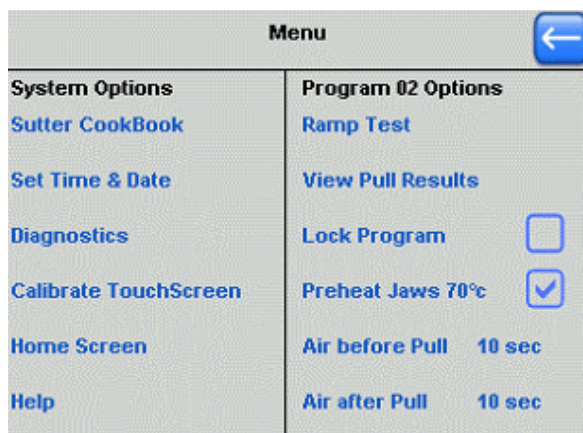 Menu
System Options
Sutter CookBook
Set Time & Date
Diagnostics
Calibrate TouchScreen
Home Screen
Help
Program 02 Options
Ramp Test
View Pull Results
Lock Program
Preheat Jaws 70°c
Air before Pull 10 sec
Air after Pull 10 sec